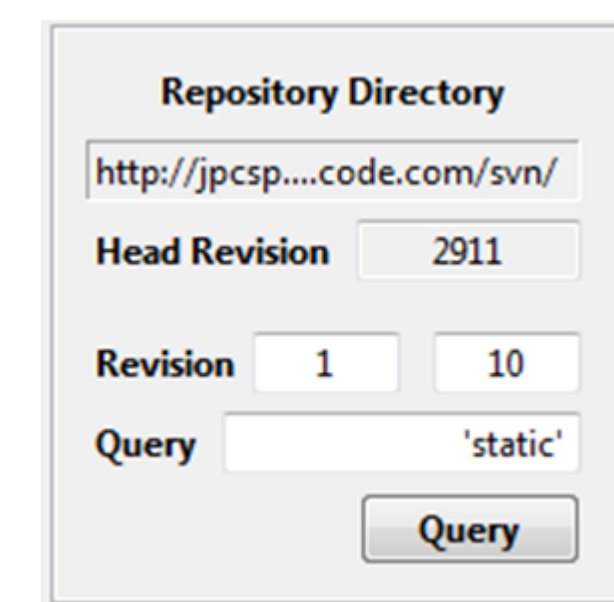 Repository Directory
http://jpcsp....code.com/svn/
Head Revision 2911
Revision 1 10
Query 'static'
Query